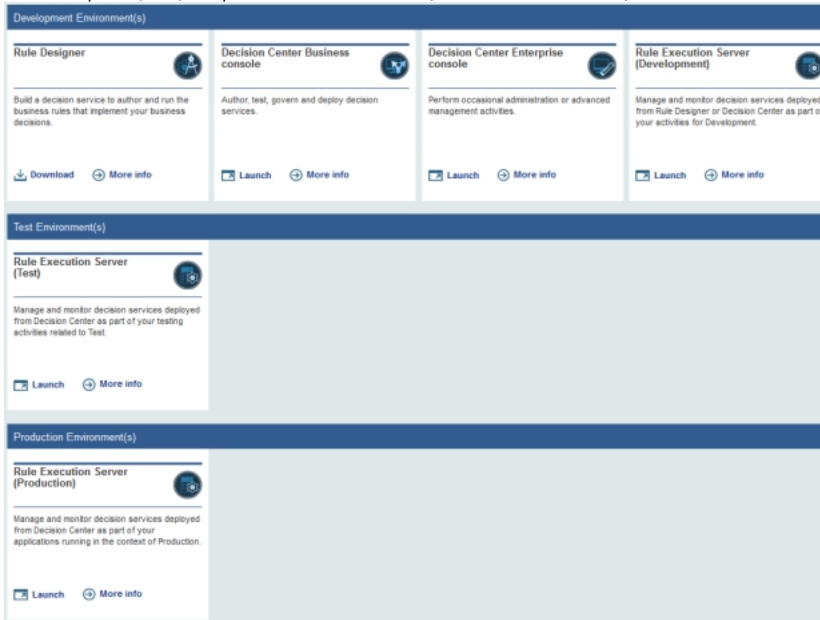 Development Environment(s)
Rule Designer
Build a decision service to author and run the
business rules that implement your business
decisions.
Download More info
Decision Center Business
console
Author, test, govern and deploy decision
services.
Launch More info
Decision Center Enterprise
console
Perform occasional administration or advanced
management activities.
Launch More info
Rule Execution Server
(Development)
Manage and monitor decision services deployed
from Rule Designer or Decision Center as part o
your activities for Development.
Launch More info
Test Environment(s)
Rule Execution Server
(Test)
Manage and monitor decision services deployed
from Decision Center as part of your testing
activities related to Test.
Launch More info
Production Environment(s)
Rule Execution Server
(Production)
Manage and monitor decision services deployed
from Decision Center as part of your
applications running in the context of Production.
Launch More info